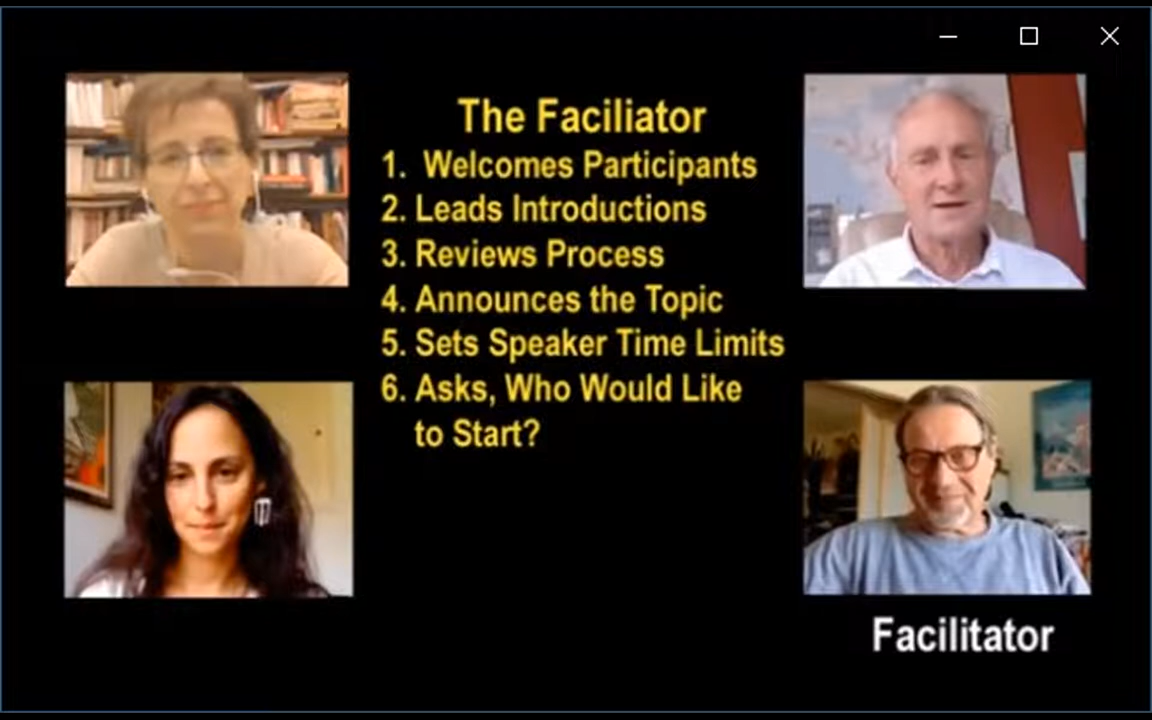 The Faciliator
1. Welcomes Participants
2. Leads Introductions
3. Reviews Process
4. Announces the Topic
5. Sets Speaker Time Limits
6. Asks, Who Would Like
to Start?
Facilitator